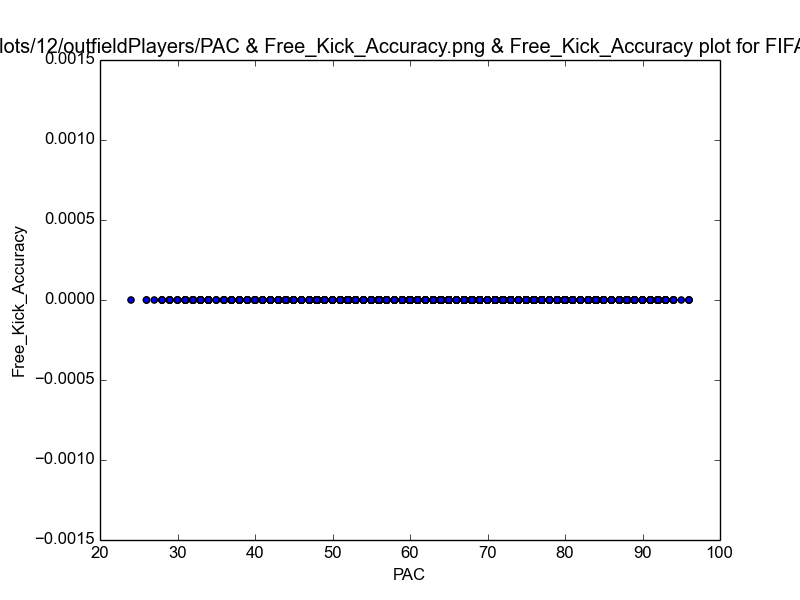 lots/12/outfieldPlayers/PAC & Free_Kick_Accuracy.png & Free_Kick_Accuracy plot for FIFA
0.0015
0.0010
0.0005
0.0000
−0.0005
−0.0010
−0.0015
Free_Kick_Accuracy
20 30 40 50 60 70 80 90 100
PAC